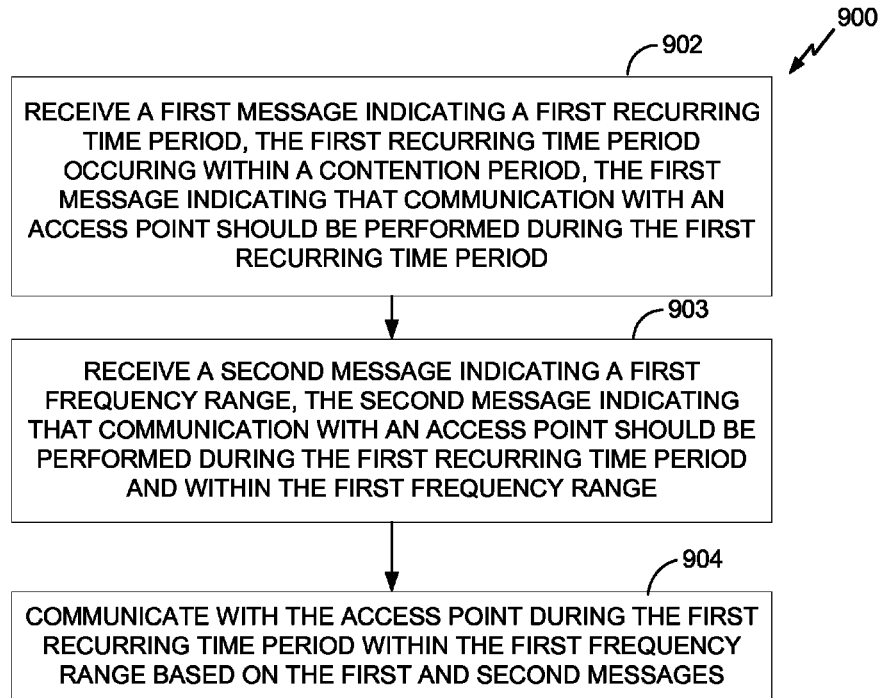 900
902
RECEIVE A FIRST MESSAGE INDICATING A FIRST RECURRING
TIME PERIOD, THE FIRST RECURRING TIME PERIOD
OCCURING WITHIN A CONTENTION PERIOD, THE FIRST
MESSAGE INDICATING THAT COMMUNICATION WITH AN
ACCESS POINT SHOULD BE PERFORMED DURING THE FIRST
RECURRING TIME PERIOD
903
RECEIVE A SECOND MESSAGE INDICATING A FIRST
FREQUENCY RANGE, THE SECOND MESSAGE INDICATING
THAT COMMUNICATION WITH AN ACCESS POINT SHOULD BE
PERFORMED DURING THE FIRST RECURRING TIME PERIOD
AND WITHIN THE FIRST FREQUENCY RANGE
904
COMMUNICATE WITH THE ACCESS POINT DURING THE FIRST
RECURRING TIME PERIOD WITHIN THE FIRST FREQUENCY
RANGE BASED ON THE FIRST AND SECOND MESSAGES